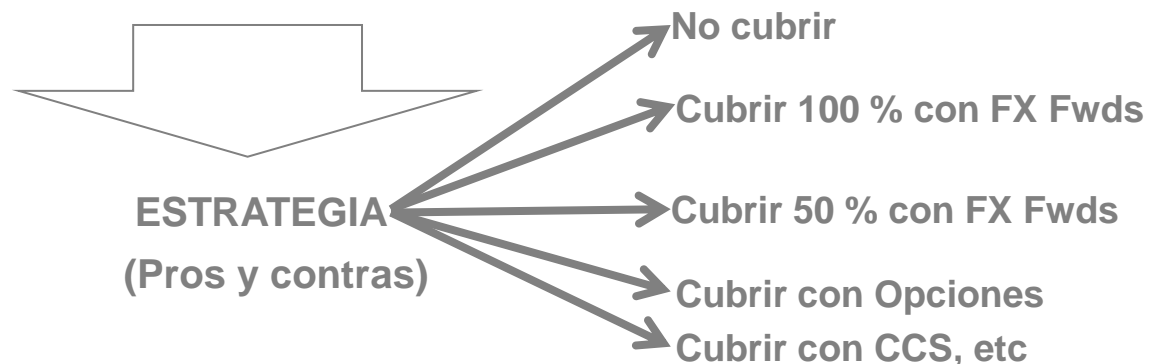 No cubrir
Cubrir 100 % con FX Fwds
ESTRATEGIA
Cubrir 50 % con FX Fwds
(Pros y contras)
Cubrir con Opciones
Cubrir con CCS, etc